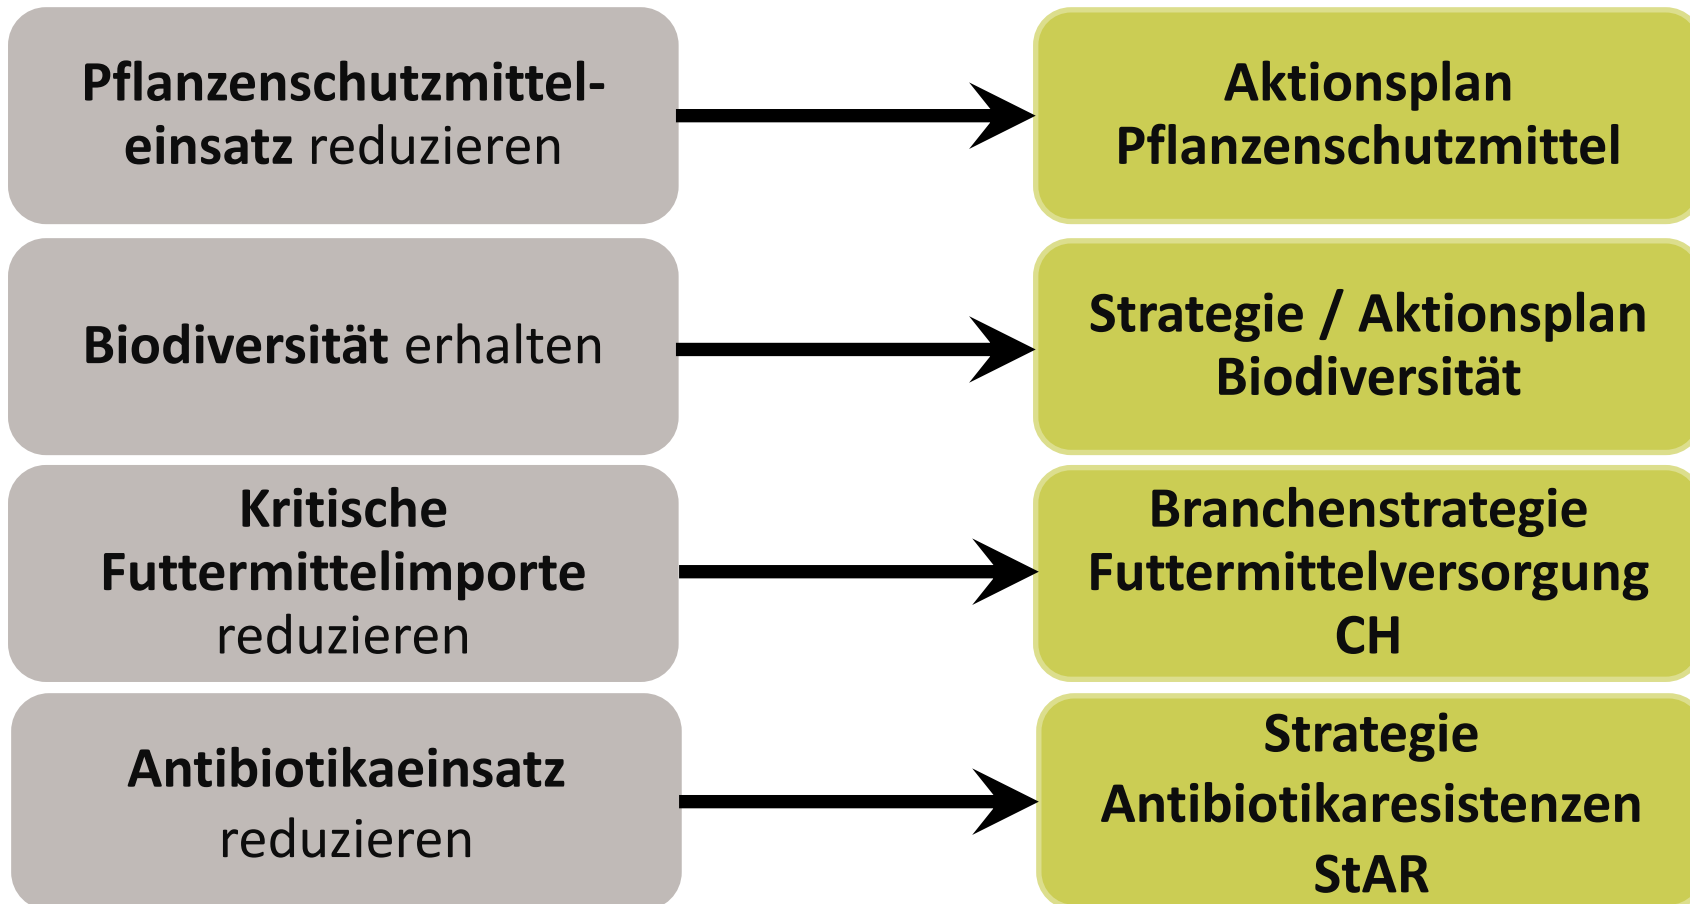 Pflanzenschutzmittel-
einsatz reduzieren
Aktionsplan
Pflanzenschutzmittel
Biodiversität erhalten
Strategie / Aktionsplan
Biodiversität
Kritische
Futtermittelimporte
reduzieren
Branchenstrategie
Futtermittelversorgung
CH
Antibiotikaeinsatz
reduzieren
Strategie
Antibiotikaresistenzen
StAR